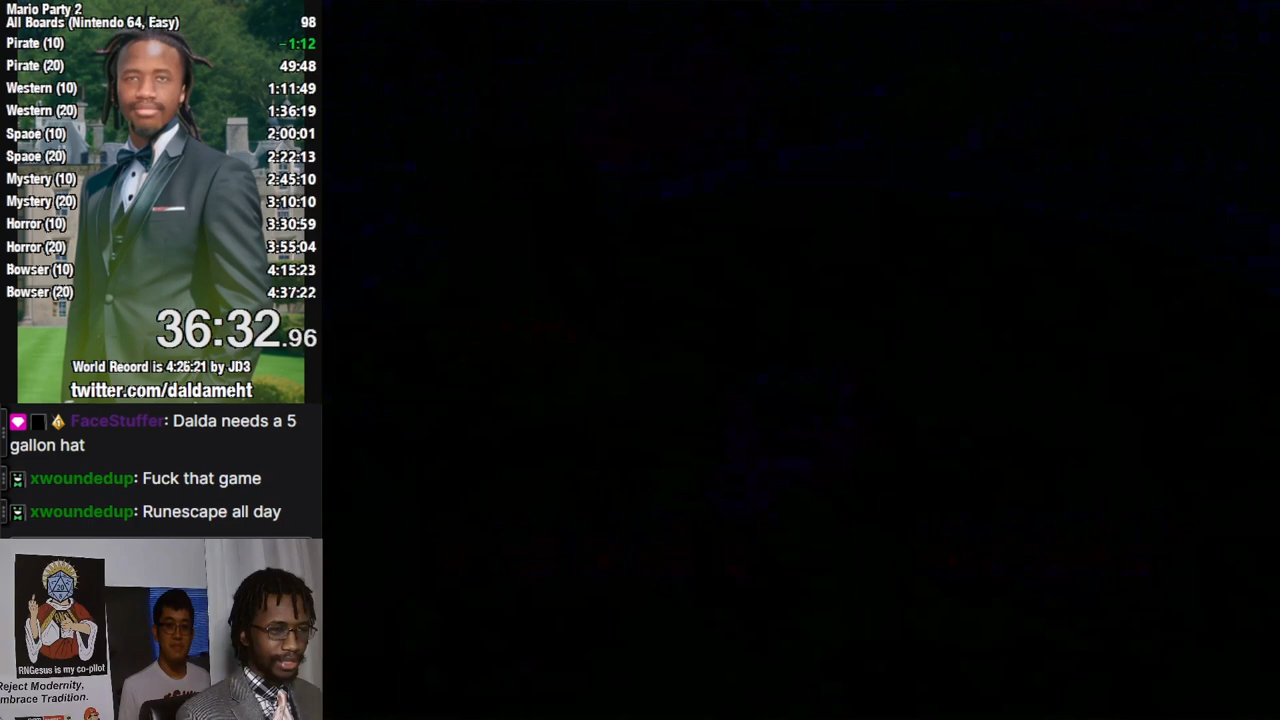 Mario Party 2
All Boards (Nintendo 64, Easy) 98
Pirate (10) -1:12
Pirate (20) 49:48
Western (10) 1:11:49
Western (20) 1:36:19
Space (10) 2:00:01
Space (20) 2:22:13
Mystery (10) 2:45:10
Mystery (20) 3:10:10
Horror (10) 3:30:59
Horror (20) 3:55:04
Bowser (10) 4:15:23
Bowser (20) 4:37:22
36:32.96
World Record is 4:26:21 by JD3
twitter.com/daldameht
FaceStuffer: Dalda needs a 5
gallon hat
xwoundedup: Fuck that game
xwoundedup: Runescape all day
RNGesus is my co-pilot
Reject Modernity,
mbrace Tradition.